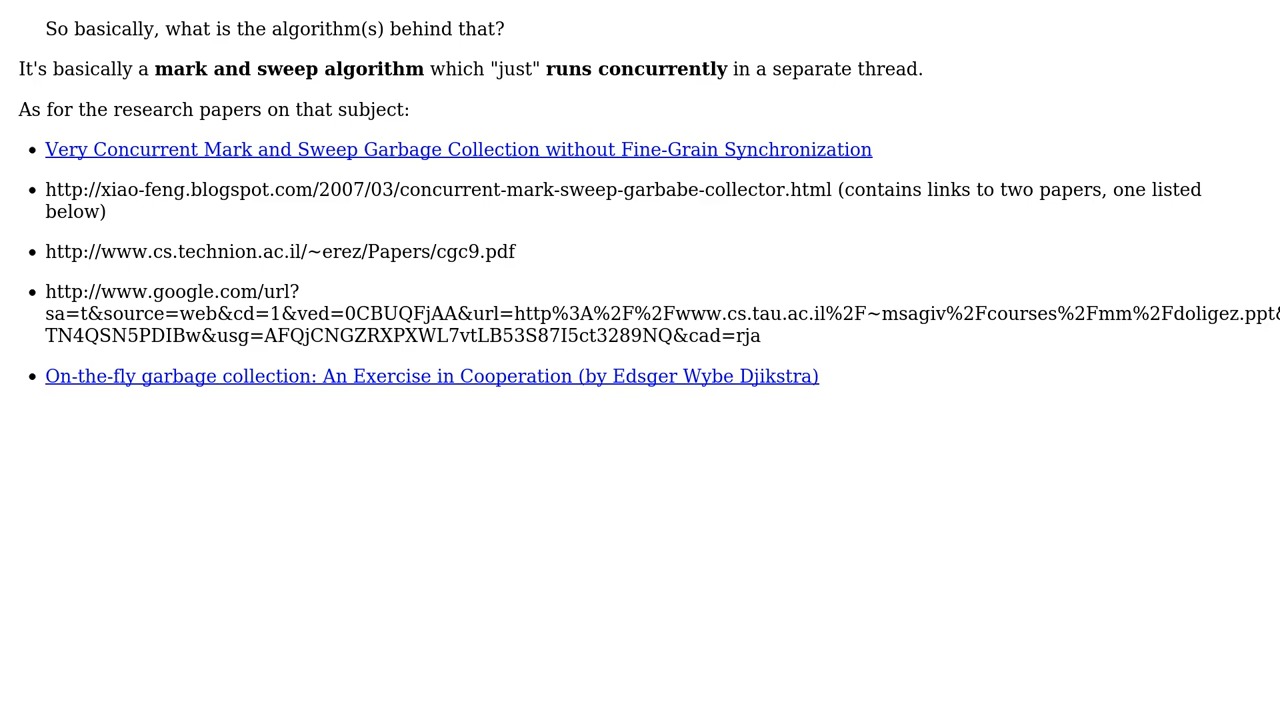 So basically, what is the algorithm(s) behind that?
It's basically a mark and sweep algorithm which "just" runs concurrently in a separate thread.
As for the research papers on that subject:
• Very Concurrent Mark and Sweep Garbage Collection without Fine-Grain Synchronization
• http://xiao-feng.blogspot.com/2007/03/concurrent-mark-sweep-garbabe-collector.html (contains links to two papers, one listed
below)
• http://www.cs.technion.ac.il/~erez/Papers/cgc9.pdf
• http://www.google.com/url?
sa=t&source=web&cd=1&ved=0CBUQFjAA&url=http%3A%2F%2Fwww.cs.tau.ac.il%2F~msagiv%2Fcourses%2Fmm%2Fdoligez.ppt&
TN4QSN5PDIBw&usg=AFQjCNGZRXPXWL7vtLB53S87I5ct3289NQ&cad=rja
• On-the-fly garbage collection: An Exercise in Cooperation (by Edsger Wybe Djikstra)